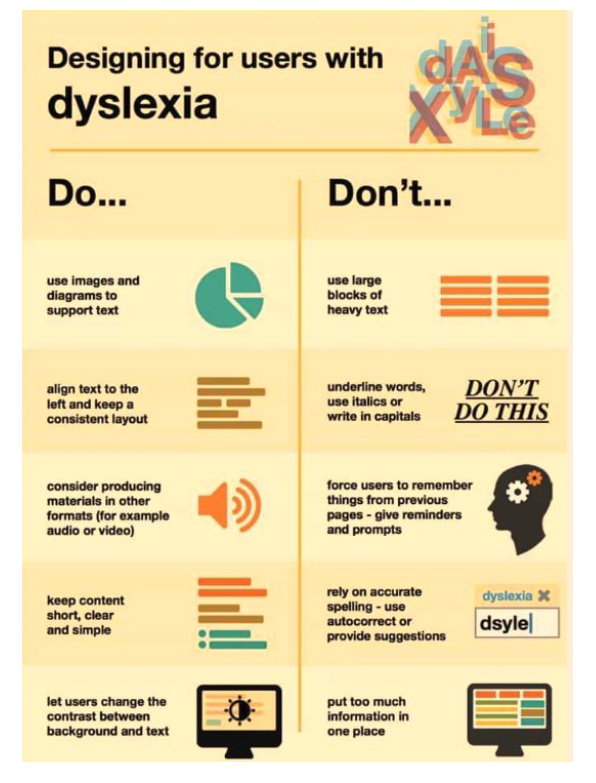 Designing for users with
dyslexia
Do...
Don't...
use images and
diagrams to
support text
use large
blocks of
heavy text
align text to the
left and keep a
consistent layout
underline words,
use italics or
write in capitals
DON'T
DO THIS
consider producing
materials in other
formats (for example
audio or video)
force users to remember
things from previous
pages - give reminders
and prompts
keep content
short, clear
and simple
rely on accurate
spelling - use
autocorrect or
provide suggestions
dyslexia
dsyle
let users change the
contrast between
background and text
put too much
information in
one place